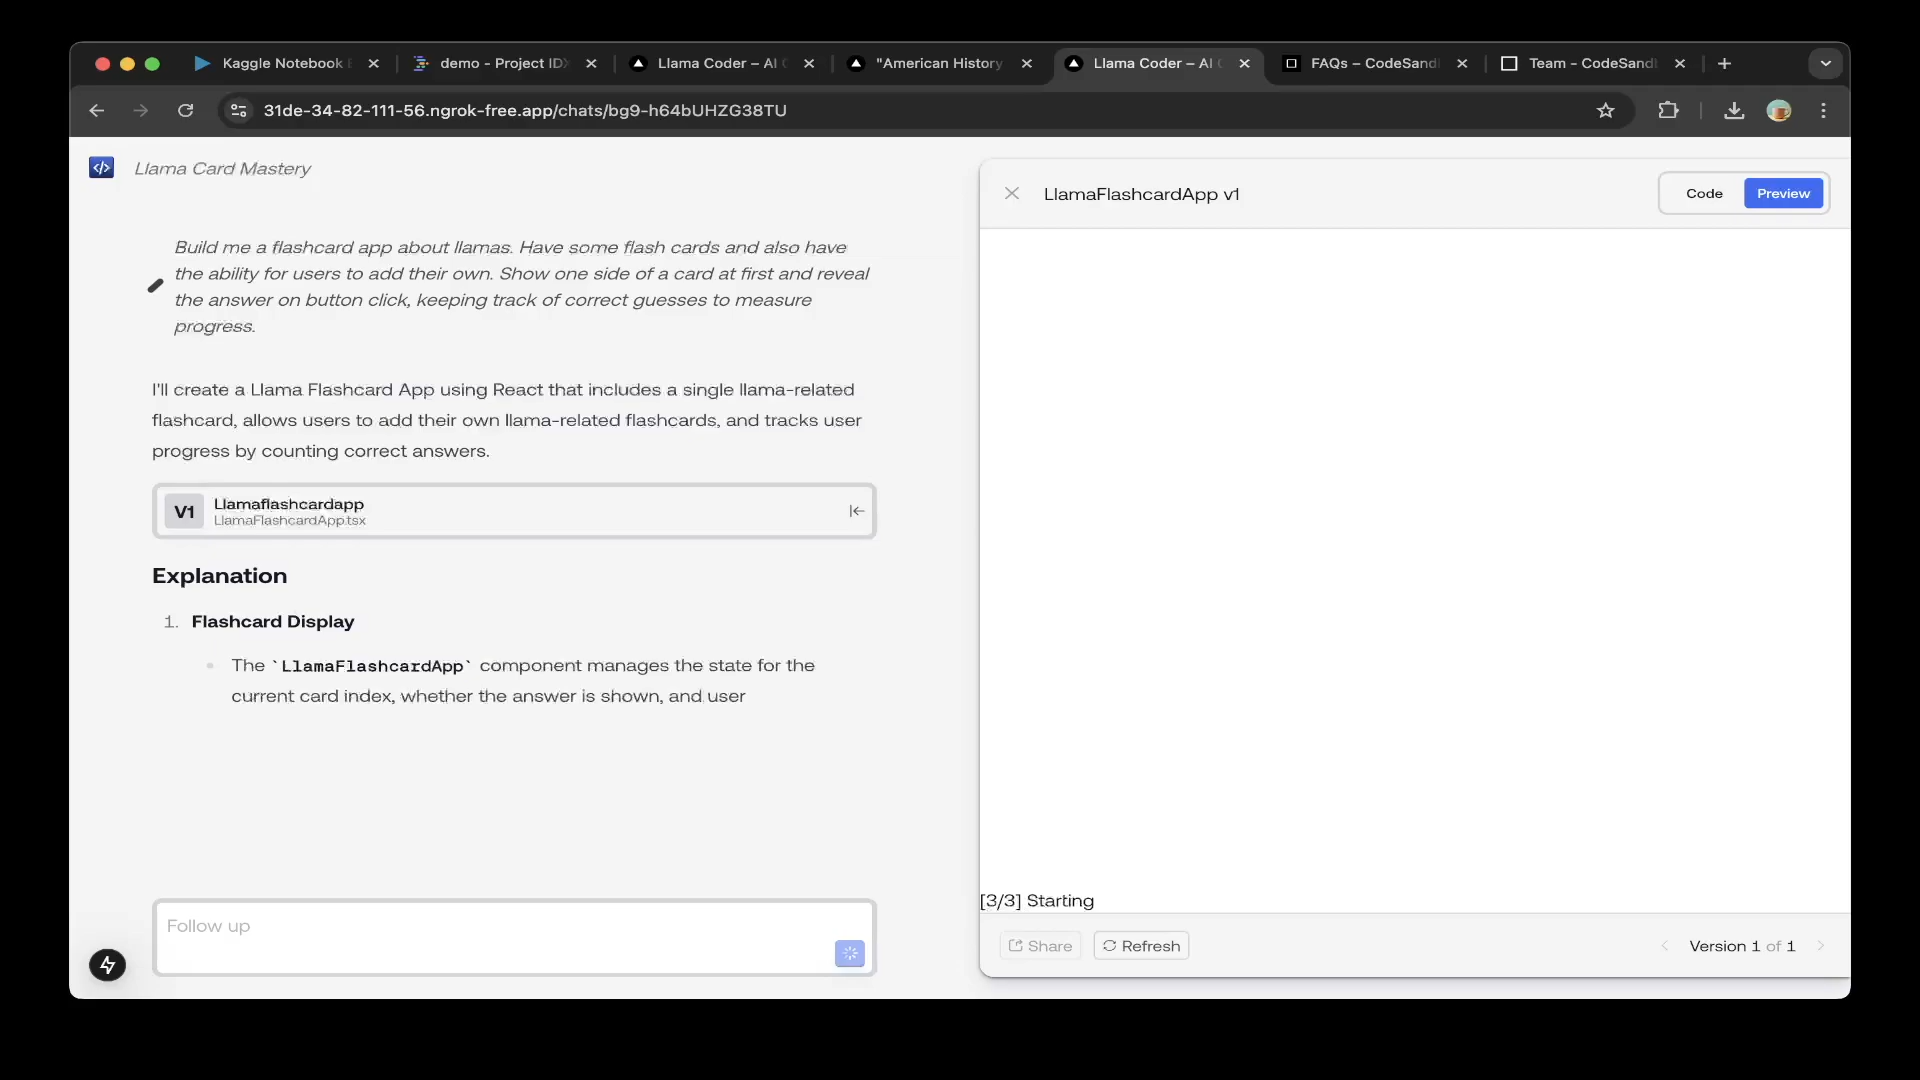 Kaggle Notebook
demo - Project IDX
Llama Coder – AI
"American History
Llama Coder – AI
FAQs – CodeSand
Team - CodeSand
31de-34-82-111-56.ngrok-free.app/chats/bg9-h64bUHZG38TU
</>
Llama Card Mastery
Build me a flashcard app about llamas. Have some flash cards and also have
the ability for users to add their own. Show one side of a card at first and reveal
the answer on button click, keeping track of correct guesses to measure
progress.
I'll create a Llama Flashcard App using React that includes a single llama-related
flashcard, allows users to add their own llama-related flashcards, and tracks user
progress by counting correct answers.
V1
Llamaflashcardapp
LlamaFlashcardApp.tsx
Explanation
1. Flashcard Display
The `LlamaFlashcardApp` component manages the state for the
current card index, whether the answer is shown, and user
Follow up
LlamaFlashcardApp v1
Code
Preview
[3/3] Starting
Share
Refresh
Version 1 of 1